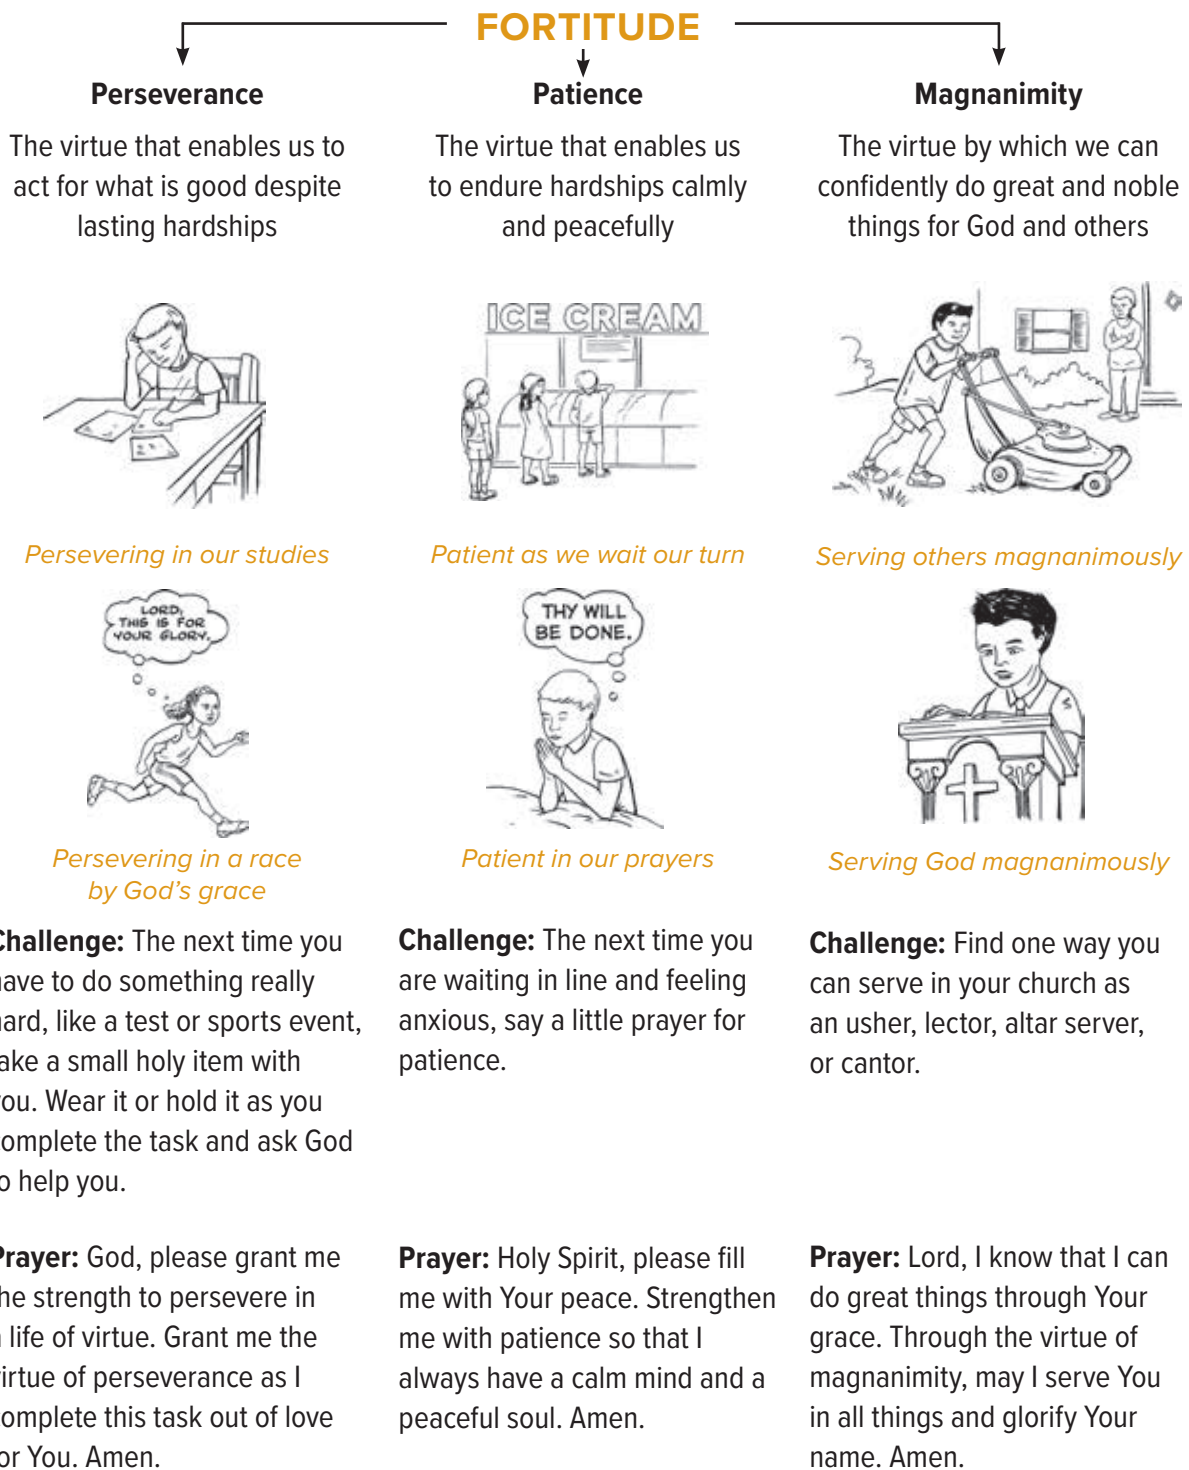 FORTITUDE
Perseverance
The virtue that enables us to
act for what is good despite
lasting hardships
Persevering in our studies
LORD,
THIS IS FOR
YOUR GLORY.
Persevering in a race
by God's grace
Challenge: The next time you
have to do something really
hard, like a test or sports event,
take a small holy item with
you. Wear it or hold it as you
complete the task and ask God
to help you.
Prayer: God, please grant me
the strength to persevere in
a life of virtue. Grant me the
virtue of perseverance as I
complete this task out of love
for You. Amen.
Patience
The virtue that enables us
to endure hardships calmly
and peacefully
ICE CREAM
Patient as we wait our turn
THY WILL
BE DONE.
Patient in our prayers
Challenge: The next time you
are waiting in line and feeling
anxious, say a little prayer for
patience.
Prayer: Holy Spirit, please fill
me with Your peace. Strengthen
me with patience so that I
always have a calm mind and a
peaceful soul. Amen.
Magnanimity
The virtue by which we can
confidently do great and noble
things for God and others
Serving others magnanimously
Serving God magnanimously
Challenge: Find one way you
can serve in your church as
an usher, lector, altar server,
or cantor.
Prayer: Lord, I know that I can
do great things through Your
grace. Through the virtue of
magnanimity, may I serve You
in all things and glorify Your
name. Amen.